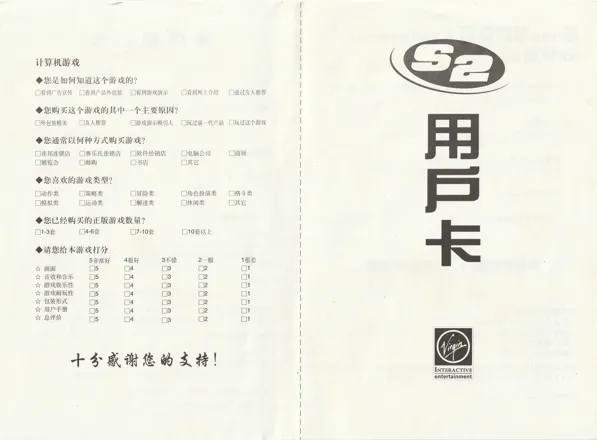 计算机游戏
◆您是如何知道这个游戏的?
□看到广告宣传 □看到产品外包装 □看到游戏演示 □看到网上介绍 □通过友人推荐
◆您购买这个游戏的其中一个主要原因?
□外包装精美 □友人推荐 □游戏演示吸引人 □玩过前一代产品 □玩过这个游戏
◆您通常以何种方式购买游戏?
□连邦连锁店 □赛乐氏连锁店 □软件经销店 □电脑公司 □商场
□展览会 □邮购 □书店 □其它
◆您喜欢的游戏类型?
□动作类 □策略类 □冒险类 □角色扮演类 □格斗类
□模拟类 □运动类 □解迷类 □休闲类 □其它
◆您已经购买的正版游戏数量?
□1-3套 □4-6套 □7-10套 □10套以上
◆请您给本游戏打分
5非常好 4很好 3不错 2一般 1很差
☆ 画面 □5 □4 □3 □2 □1
☆ 音效和音乐 □5 □4 □3 □2 □1
☆ 游戏娱乐性 □5 □4 □3 □2 □1
☆ 游戏耐玩性 □5 □4 □3 □2 □1
☆ 包装形式 □5 □4 □3 □2 □1
☆ 用户手册 □5 □4 □3 □2 □1
☆ 总评价 □5 □4 □3 □2 □1
十分感谢您的支持!
S2
用戶卡
Virgin
INTERACTIVE
entertainment